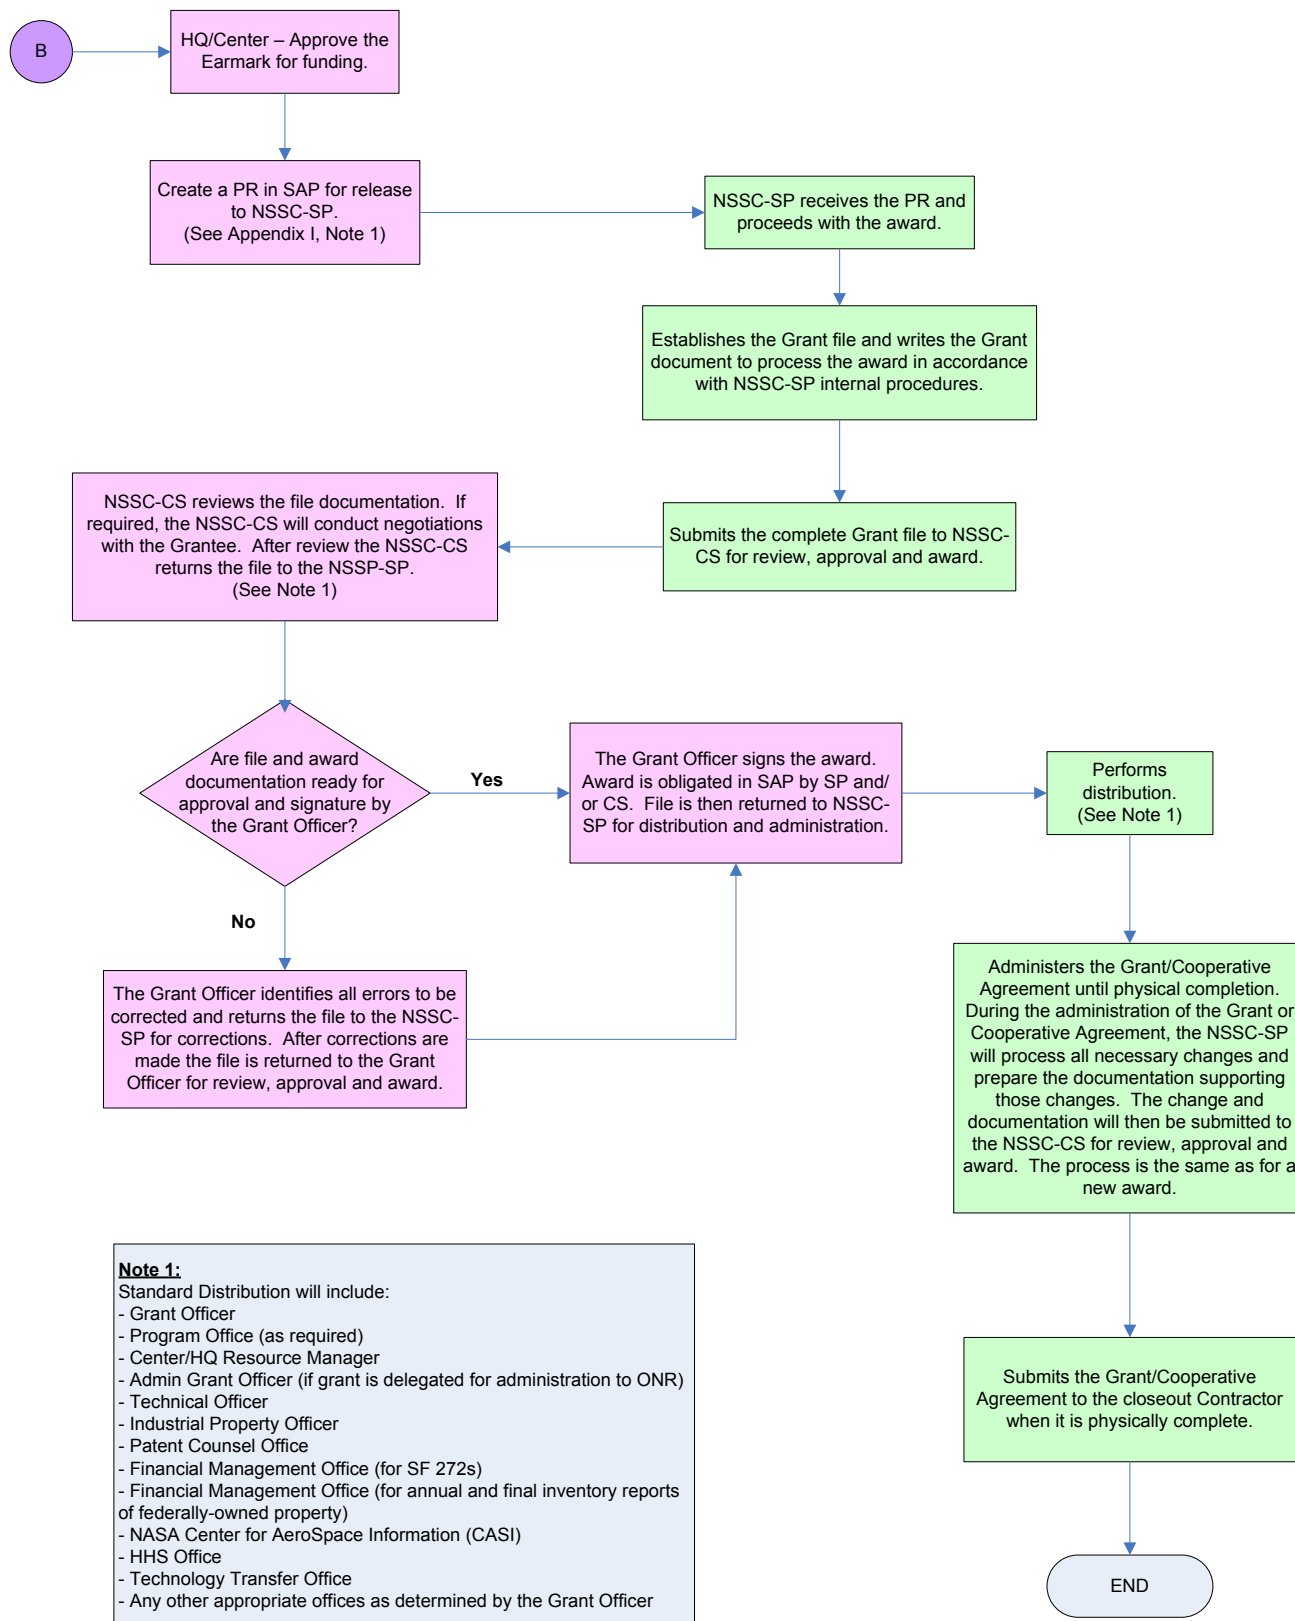 B
HQ/Center – Approve the
Earmark for funding.
Create a PR in SAP for release
to NSSC-SP.
(See Appendix I, Note 1)
NSSC-SP receives the PR and
proceeds with the award.
Establishes the Grant file and writes the Grant
document to process the award in accordance
with NSSC-SP internal procedures.
Submits the complete Grant file to NSSC-
CS for review, approval and award.
NSSC-CS reviews the file documentation. If
required, the NSSC-CS will conduct negotiations
with the Grantee. After review the NSSC-CS
returns the file to the NSSP-SP.
(See Note 1)
Are file and award
documentation ready for
approval and signature by
the Grant Officer?
Yes
The Grant Officer signs the award.
Award is obligated in SAP by SP and/
or CS. File is then returned to NSSC-
SP for distribution and administration.
Performs
distribution.
(See Note 1)
No
The Grant Officer identifies all errors to be
corrected and returns the file to the NSSC-
SP for corrections. After corrections are
made the file is returned to the Grant
Officer for review, approval and award.
Administers the Grant/Cooperative
Agreement until physical completion.
During the administration of the Grant or
Cooperative Agreement, the NSSC-SP
will process all necessary changes and
prepare the documentation supporting
those changes. The change and
documentation will then be submitted to
the NSSC-CS for review, approval and
award. The process is the same as for a
new award.
Submits the Grant/Cooperative
Agreement to the closeout Contractor
when it is physically complete.
END
Note 1:
Standard Distribution will include:
- Grant Officer
- Program Office (as required)
- Center/HQ Resource Manager
- Admin Grant Officer (if grant is delegated for administration to ONR)
- Technical Officer
- Industrial Property Officer
- Patent Counsel Office
- Financial Management Office (for SF 272s)
- Financial Management Office (for annual and final inventory reports
of federally-owned property)
- NASA Center for AeroSpace Information (CASI)
- HHS Office
- Technology Transfer Office
- Any other appropriate offices as determined by the Grant Officer